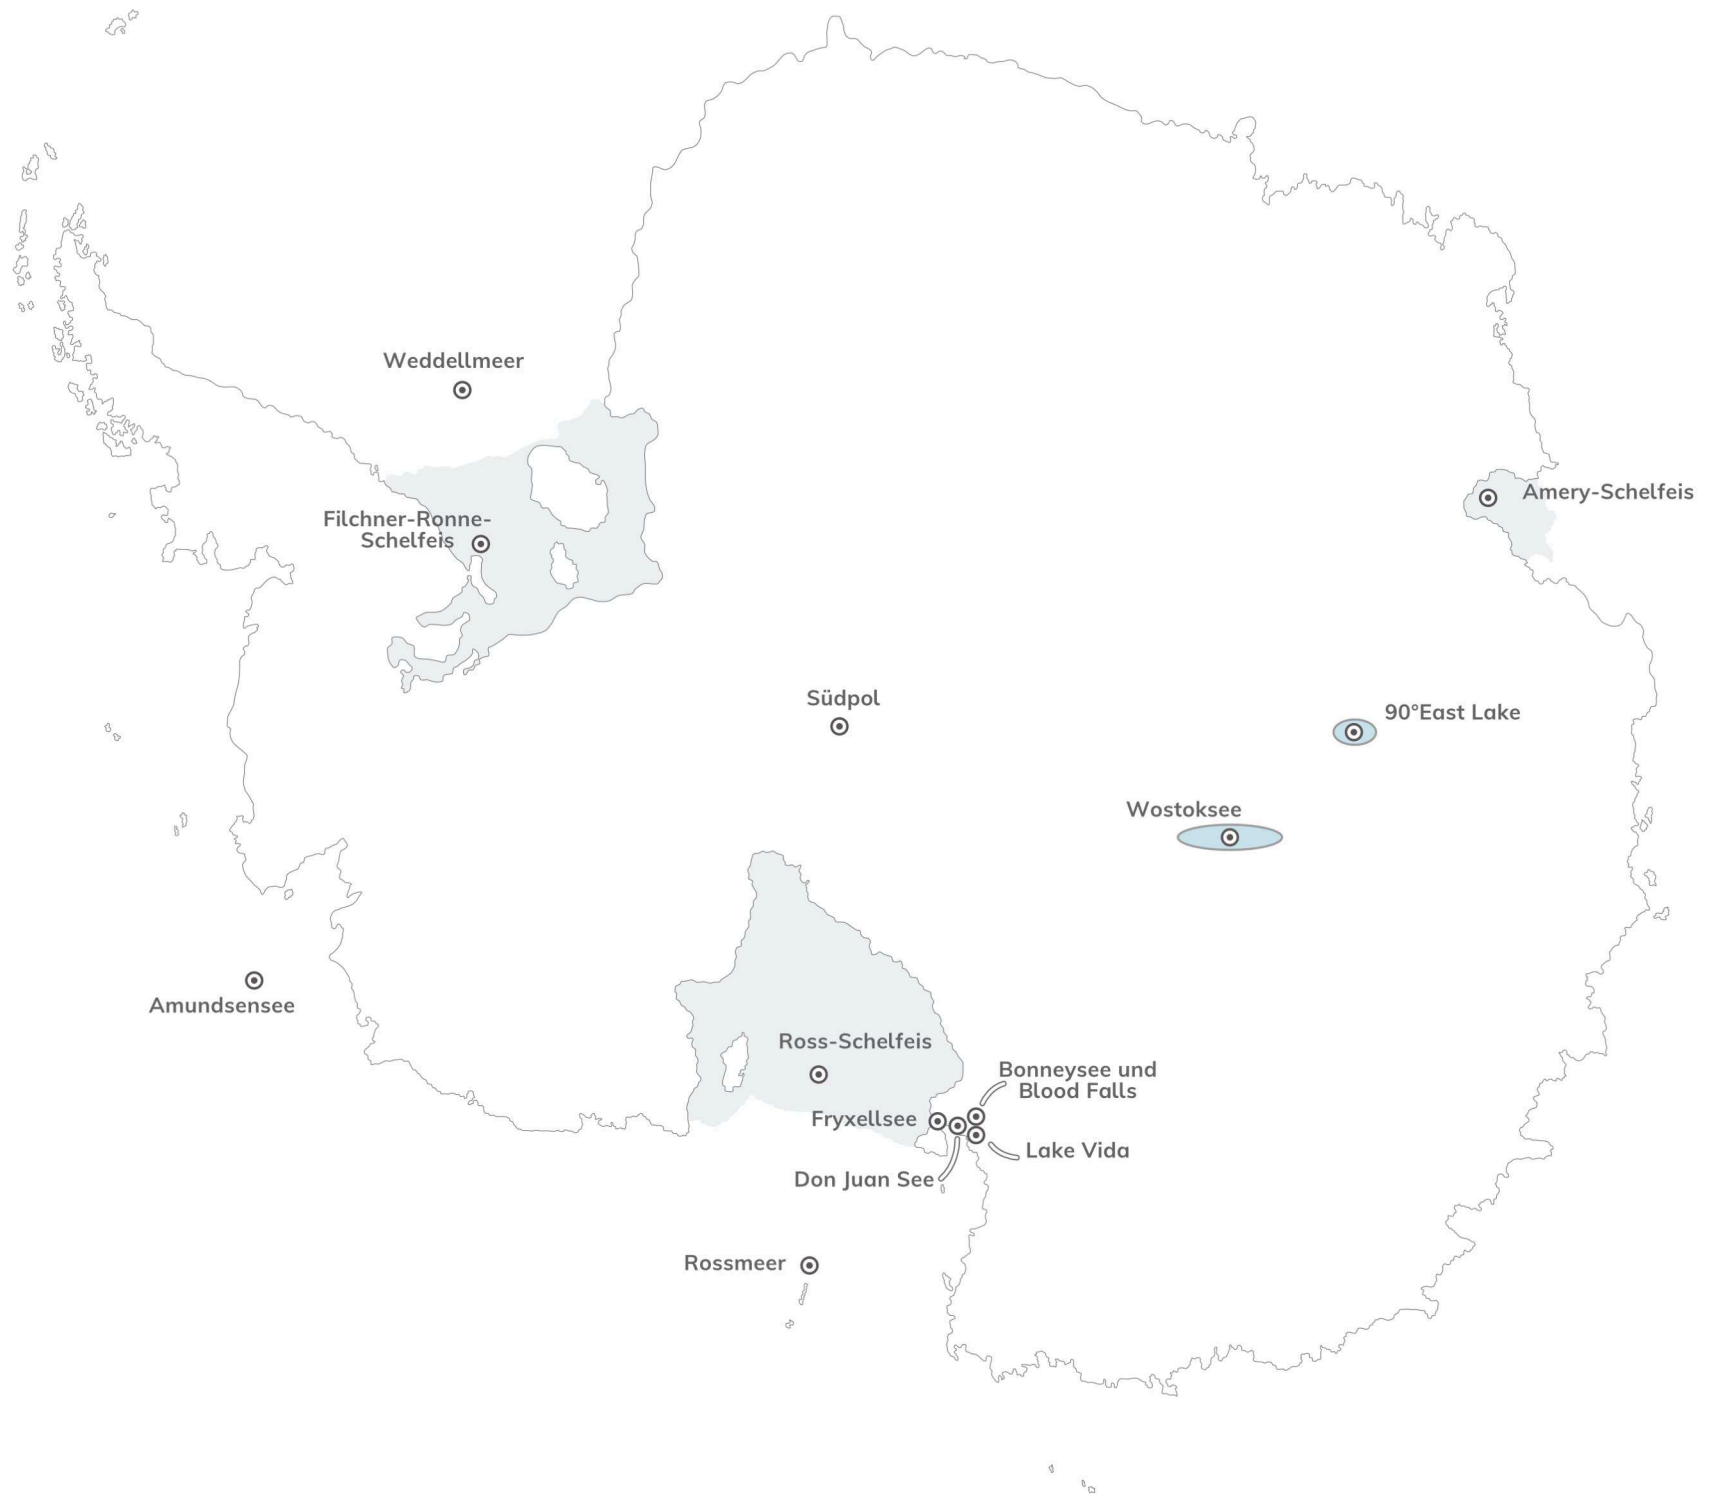 Weddellmeer
Filchner-Ronne-
Schelfeis
Amery-Schelfeis
Südpol
90°East Lake
Wostoksee
Amundsensee
Ross-Schelfeis
Bonneysee und
Blood Falls
Fryxellsee
Lake Vida
Don Juan See
Rossmeer